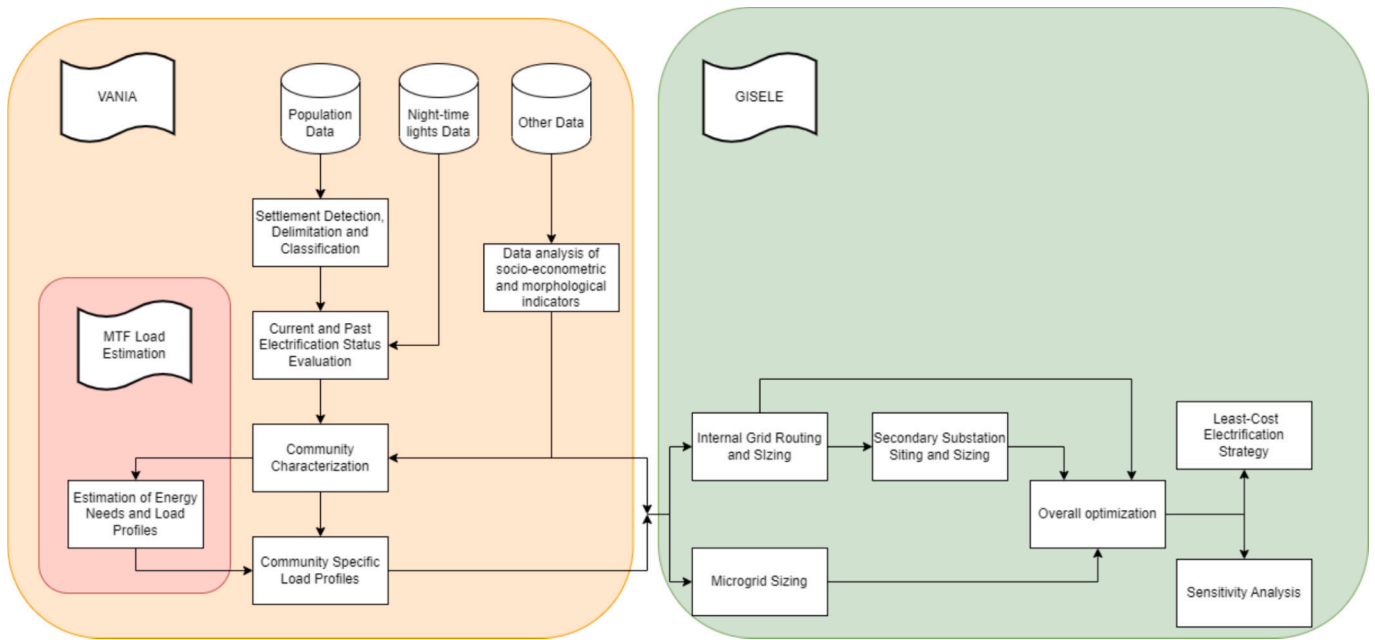 VANIA
Population
Data
Night-time
lights Data
Other Data
Settlement Detection,
Delimitation and
Classification
Data analysis of
socio-econometric
and morphological
indicators
MTF Load
Estimation
Current and Past
Electrification Status
Evaluation
Community
Characterization
Estimation of Energy
Needs and Load
Profiles
Community Specific
Load Profiles
GISELE
Internal Grid Routing
and SIzing
Secondary Substation
Siting and Sizing
Least-Cost
Electrification
Strategy
Overall optimization
Microgrid Sizing
Sensitivity Analysis